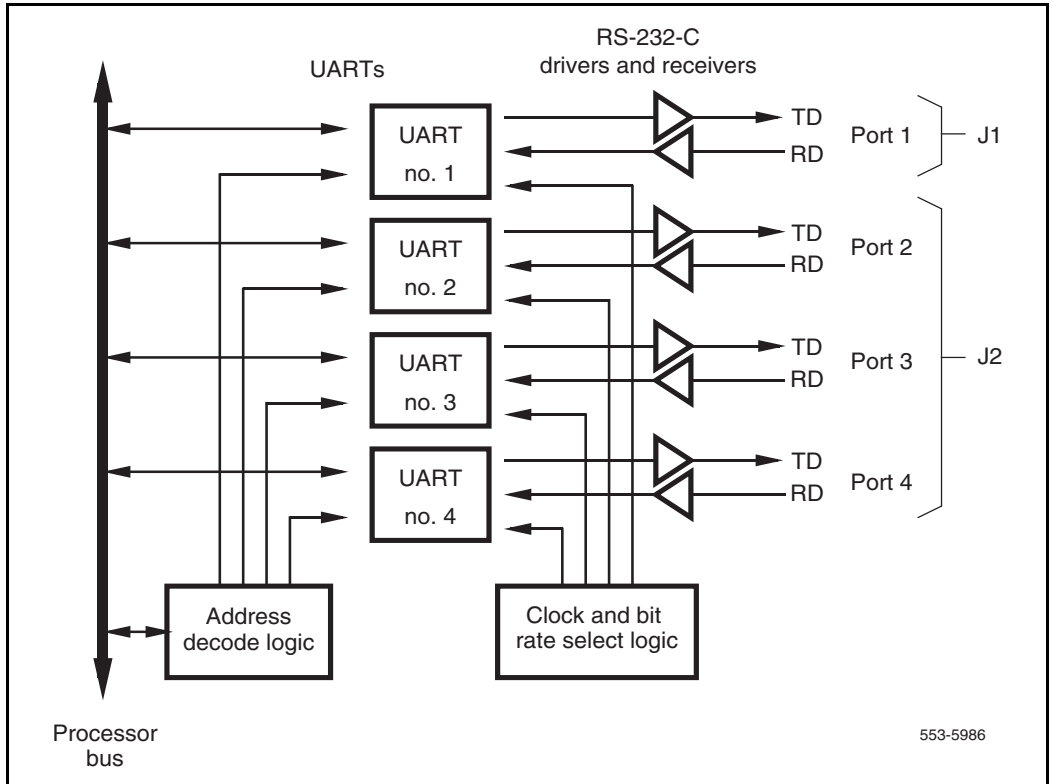 RS-232-C
drivers and receivers
UARTs
UART
no. 1
TD
RD
Port 1
J1
UART
no. 2
TD
RD
Port 2
UART
no. 3
TD
RD
Port 3
J2
UART
no. 4
TD
RD
Port 4
Address
decode logic
Clock and bit
rate select logic
Processor
bus
553-5986